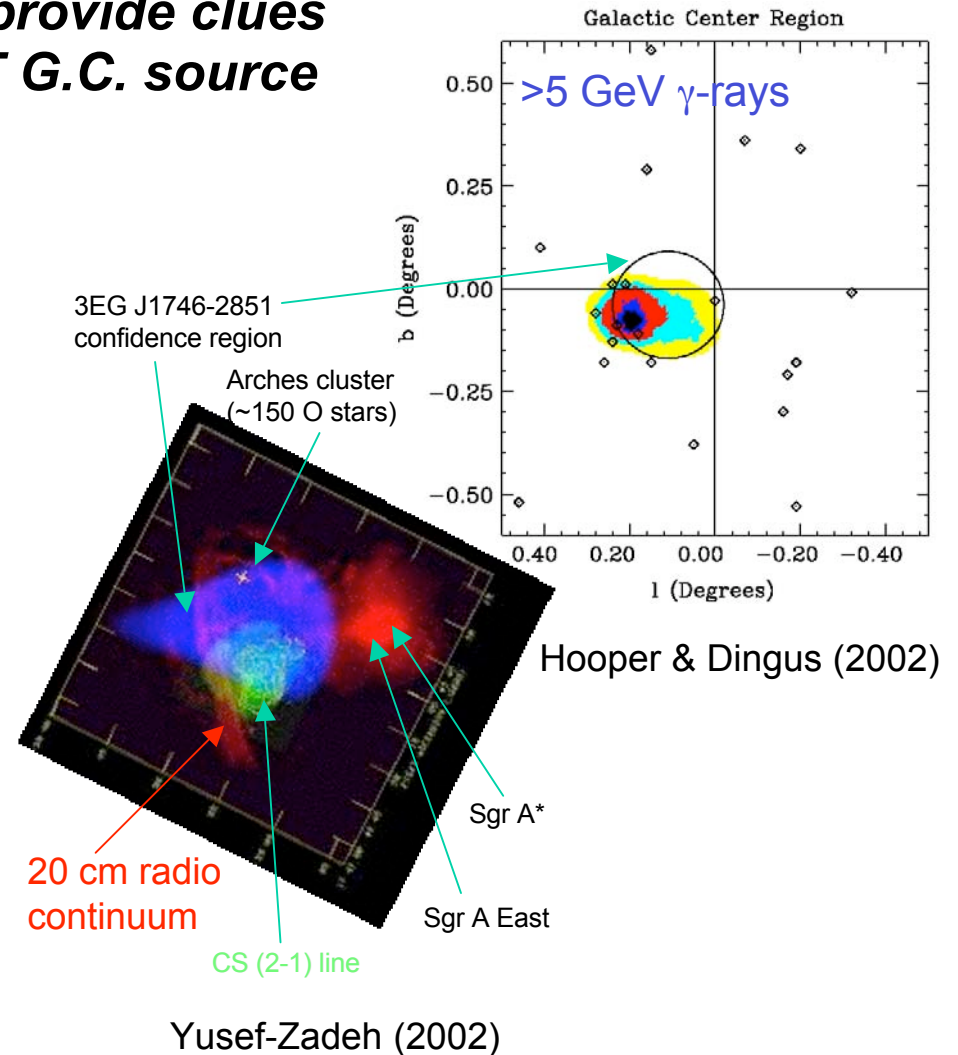 provide clues
G.C. source
Galactic Center Region
>5 GeV γ-rays
0.50
0.25
0.00
−0.25
−0.50
b (Degrees)
0.40 0.20 0.00 −0.20 −0.40
l (Degrees)
3EG J1746-2851
confidence region
Arches cluster
(~150 O stars)
Hooper & Dingus (2002)
Sgr A*
20 cm radio
continuum
Sgr A East
CS (2-1) line
Yusef-Zadeh (2002)